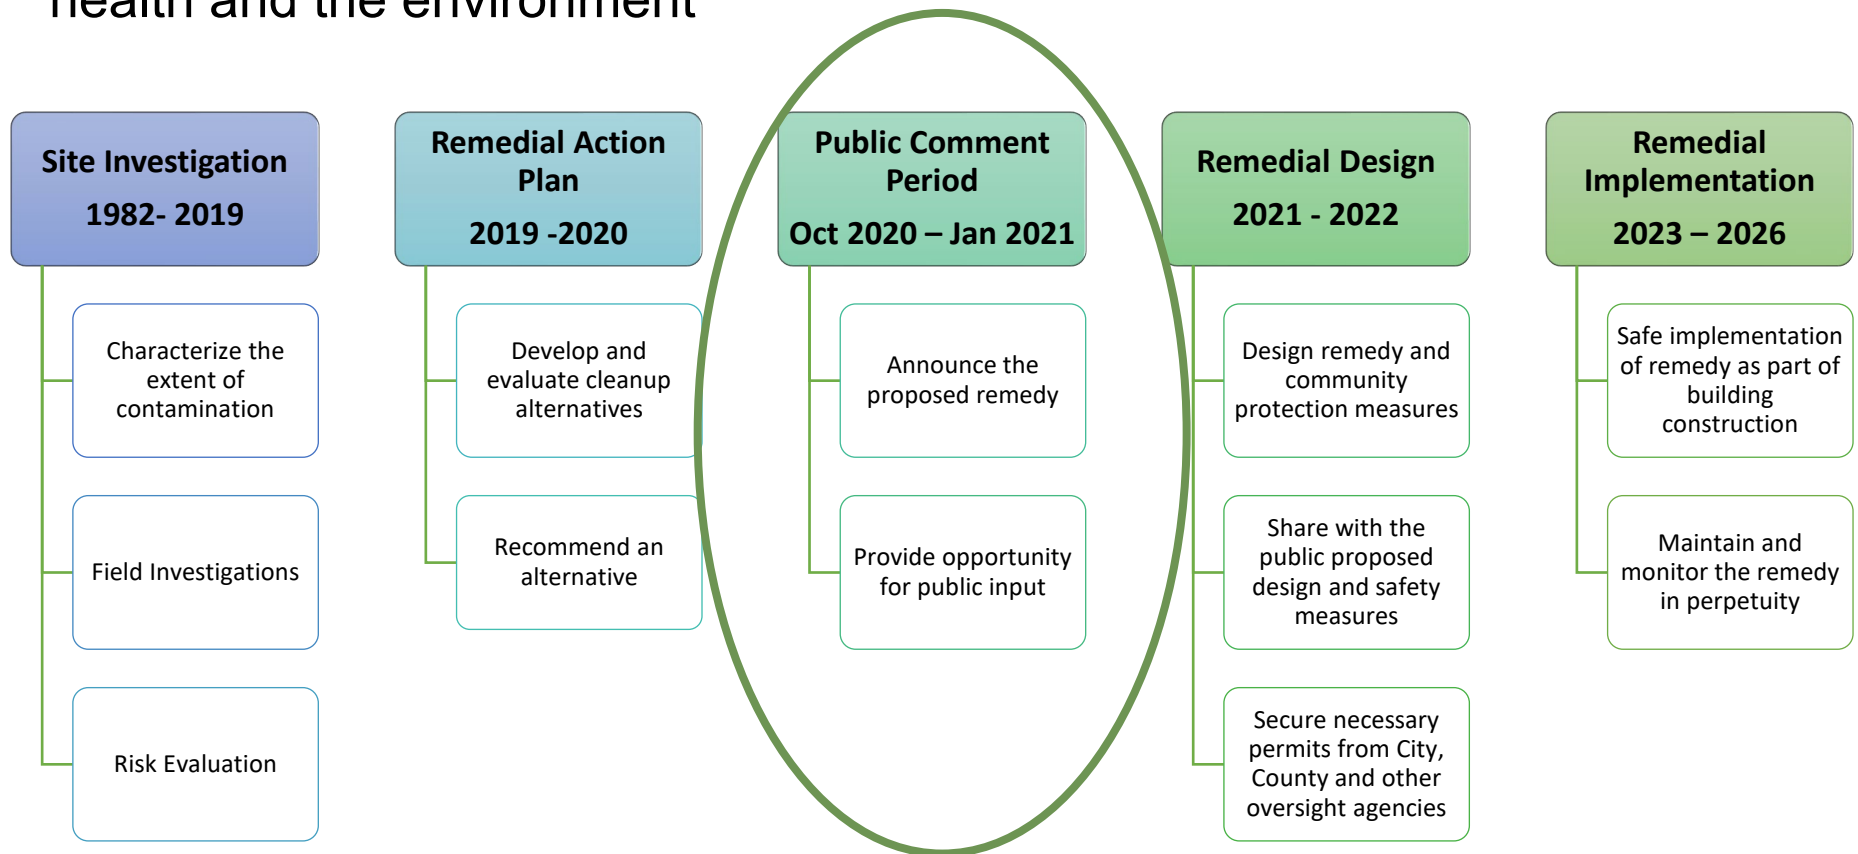 health and the environment
Site Investigation
1982- 2019
Characterize the
extent of
contamination
Field Investigations
Risk Evaluation
Remedial Action
Plan
2019 -2020
Develop and
evaluate cleanup
alternatives
Recommend an
alternative
Public Comment
Period
Oct 2020 – Jan 2021
Announce the
proposed remedy
Provide opportunity
for public input
Remedial Design
2021 - 2022
Design remedy and
community
protection measures
Share with the
public proposed
design and safety
measures
Secure necessary
permits from City,
County and other
oversight agencies
Remedial
Implementation
2023 – 2026
Safe implementation
of remedy as part of
building
construction
Maintain and
monitor the remedy
in perpetuity